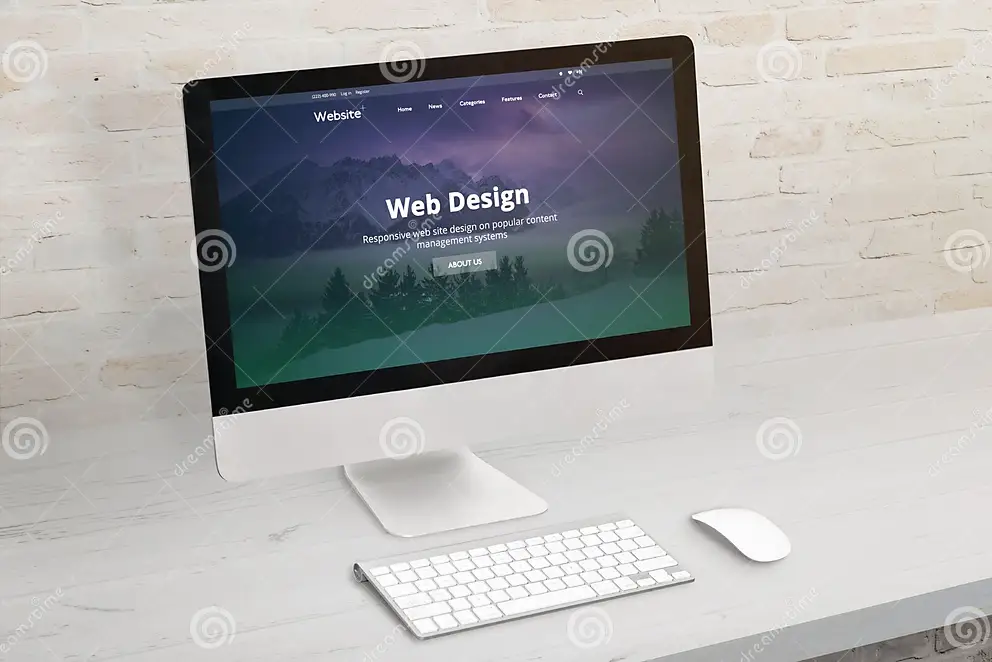 (222) 400-990 Log in Register
Website
Home News Categories Features Contact
Web Design
Responsive web site design on popular content
management systems
ABOUT US
dreamstime